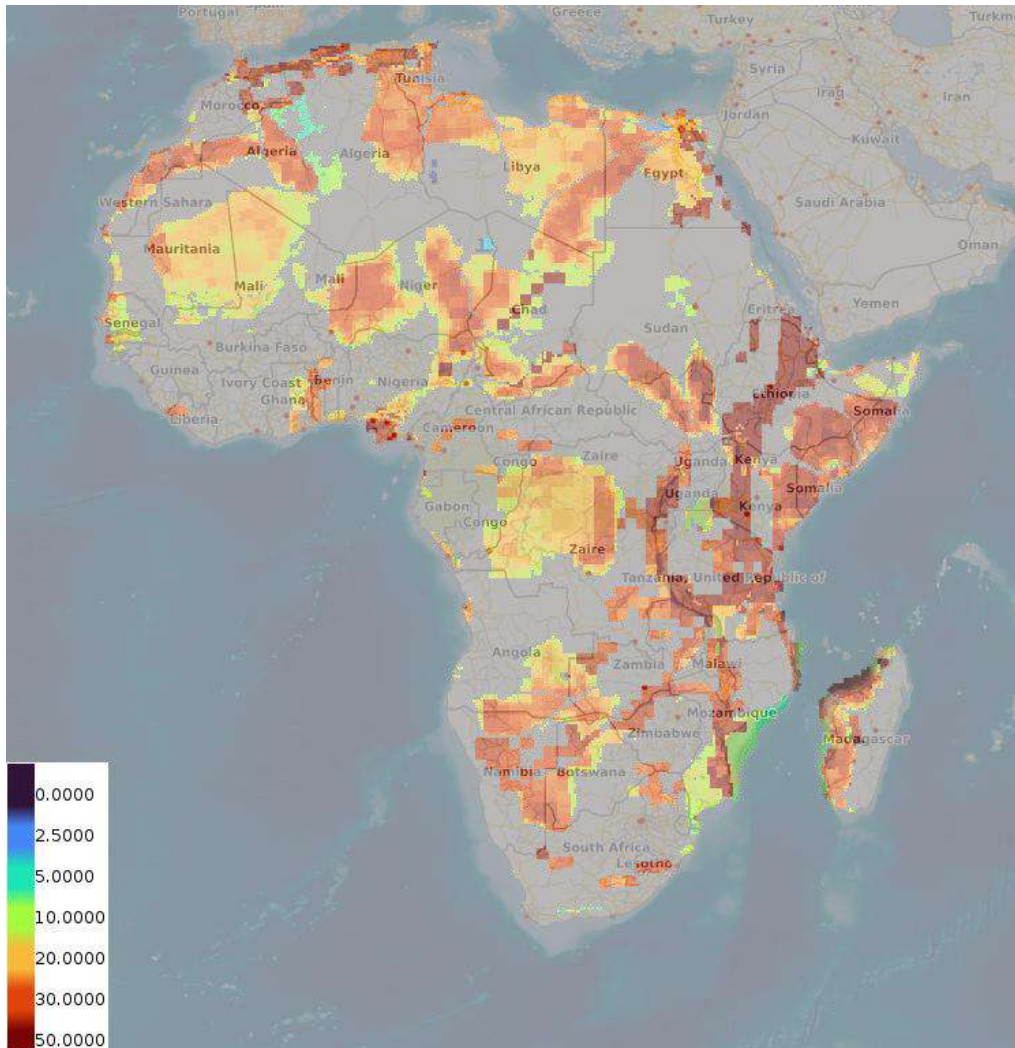 Portugal
Spain
Greece
Turkey
Turkm
Syria
Iraq
Iran
Tunisia
Morocco
Jordan
Kuwait
Algeria
Algeria
Libya
Egypt
Western Sahara
Saudi Arabia
Oman
Mauritania
Mali
Mali
Niger
Chad
Sudan
Eritrea
Yemen
Senegal
Burkina Faso
Guinea
Benin
Nigeria
Ivory Coast
Ghana
Liberia
Central African Republic
Cameroon
Ethiopia
Somalia
Congo
Zaire
Uganda
Kenya
Somalia
Gabon
Uganda
Kenya
Congo
Zaire
Tanzania, United Republic of
Angola
Zambia
Malawi
Mozambique
Zimbabwe
Madagascar
Namibia
Botswana
South Africa
Lesotho
0.0000
2.5000
5.0000
10.0000
20.0000
30.0000
50.0000